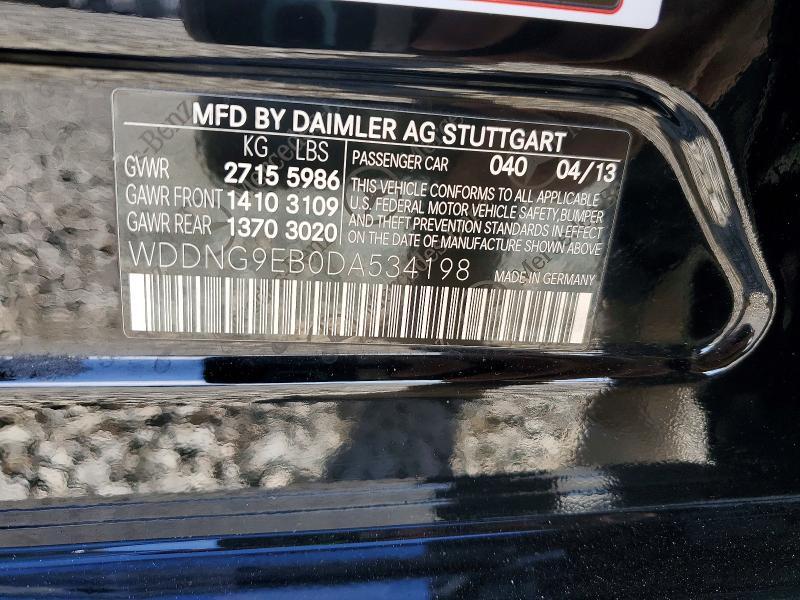 MFD BY DAIMLER AG STUTTGART
KG LBS
GVWR 2715 5986
GAWR FRONT 1410 3109
GAWR REAR 1370 3020
PASSENGER CAR 040 04/13
THIS VEHICLE CONFORMS TO ALL APPLICABLE
U.S. FEDERAL MOTOR VEHICLE SAFETY, BUMPER
AND THEFT PREVENTION STANDARDS IN EFFECT
ON THE DATE OF MANUFACTURE SHOWN ABOVE
WDDNG9EB0DA534198
MADE IN GERMANY